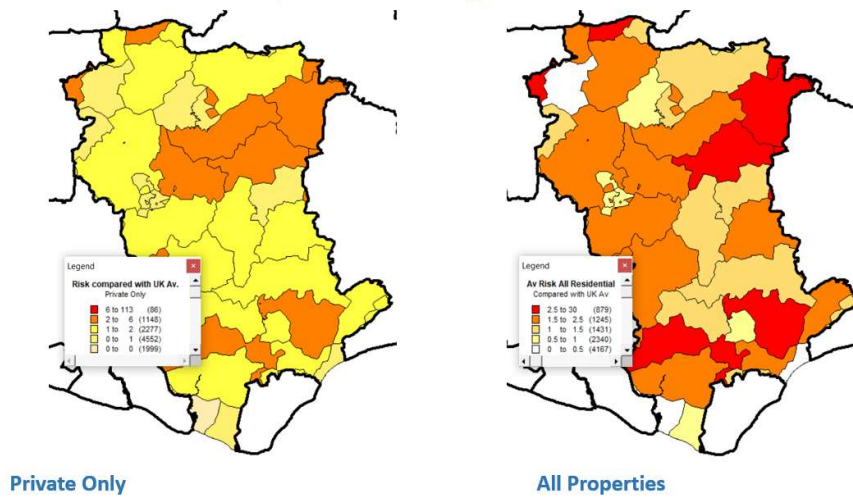 Legend
Risk compared with UK Av.
Private Only
6 to 113 (86)
2 to 6 (1148)
1 to 2 (2277)
0 to 1 (4552)
0 to 0 (1999)
Legend
Av Risk All Residential
Compared with UK Av
2.5 to 30 (879)
1.5 to 2.5 (1245)
1 to 1.5 (1431)
0.5 to 1 (2340)
0 to 0.5 (4167)
Private Only
All Properties